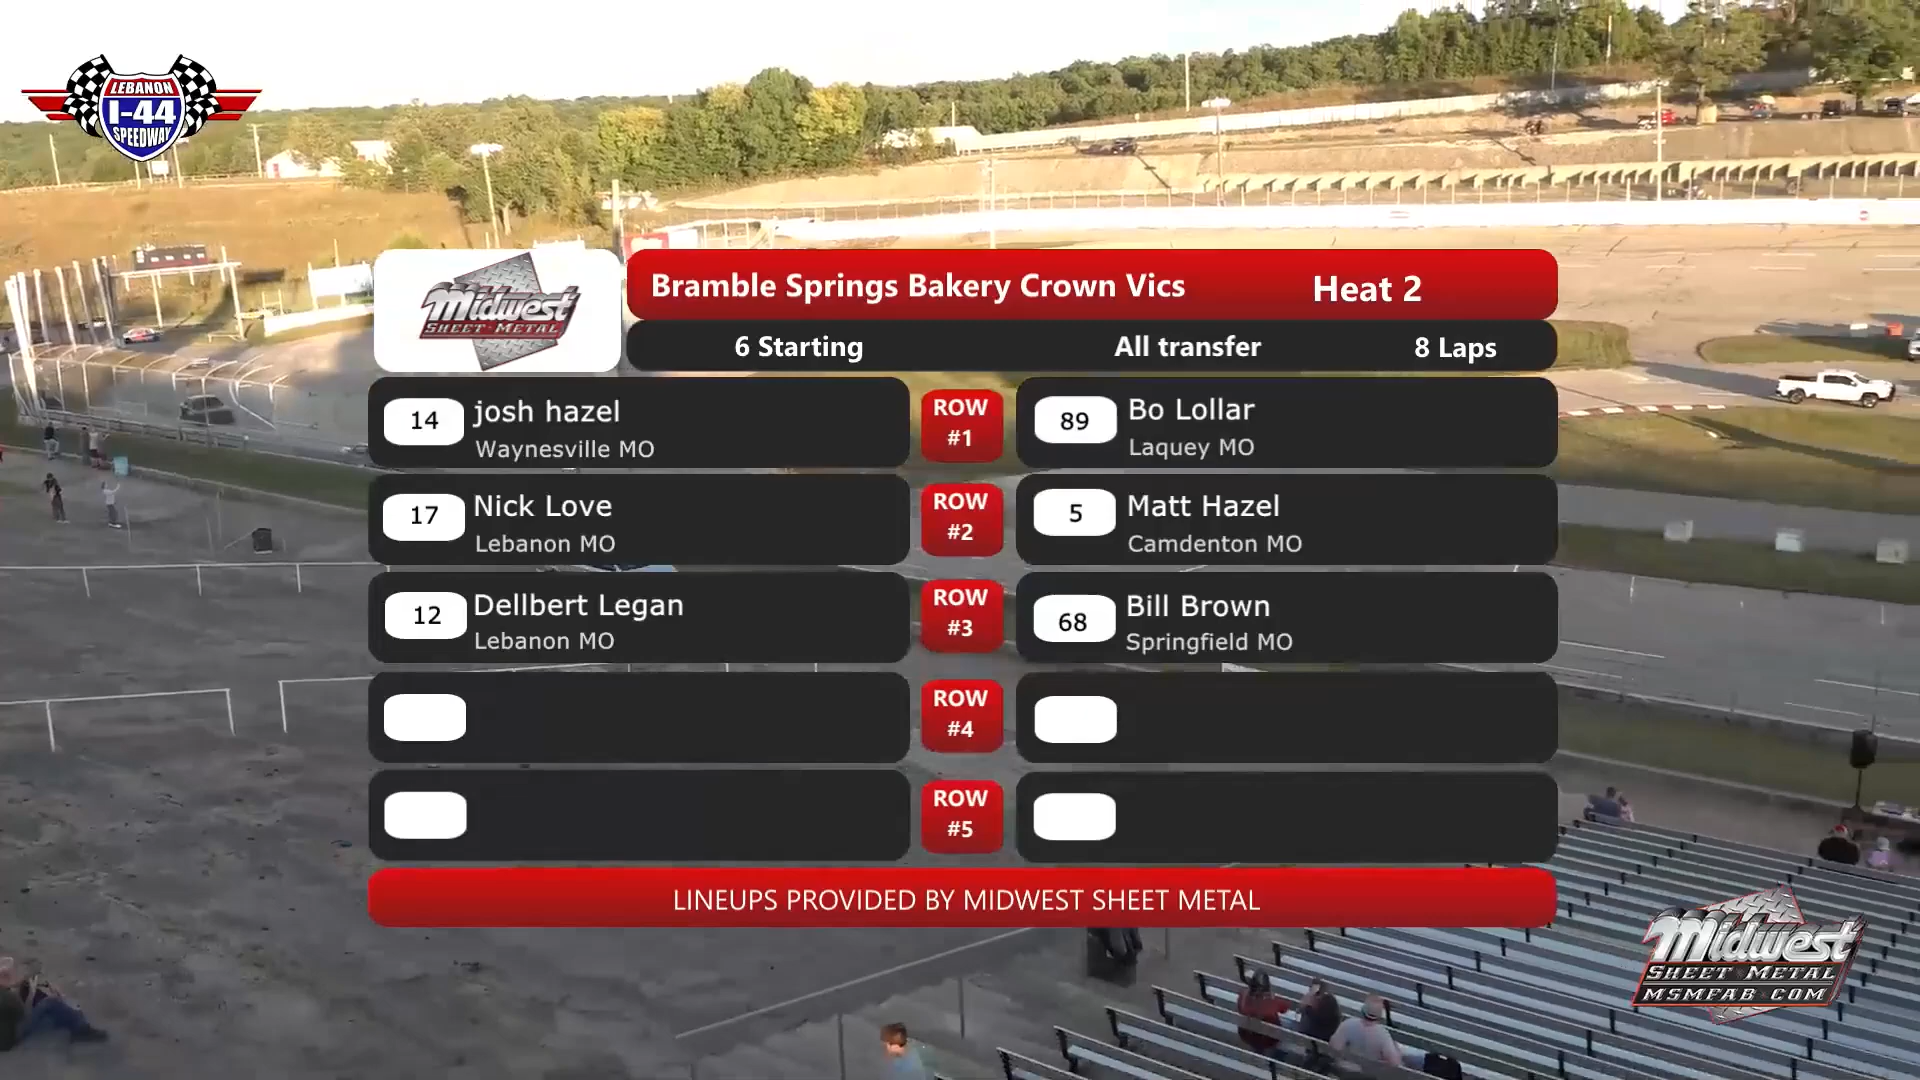 LEBANON
I-44
SPEEDWAY
Midwest
SHEET METAL
Bramble Springs Bakery Crown Vics
Heat 2
6 Starting
All transfer
8 Laps
14
josh hazel
Waynesville MO
ROW
#1
89
Bo Lollar
Laquey MO
17
Nick Love
Lebanon MO
ROW
#2
5
Matt Hazel
Camdenton MO
12
Dellbert Legan
Lebanon MO
ROW
#3
68
Bill Brown
Springfield MO
ROW
#4
ROW
#5
LINEUPS PROVIDED BY MIDWEST SHEET METAL
Midwest
SHEET METAL
MSMFAB.COM